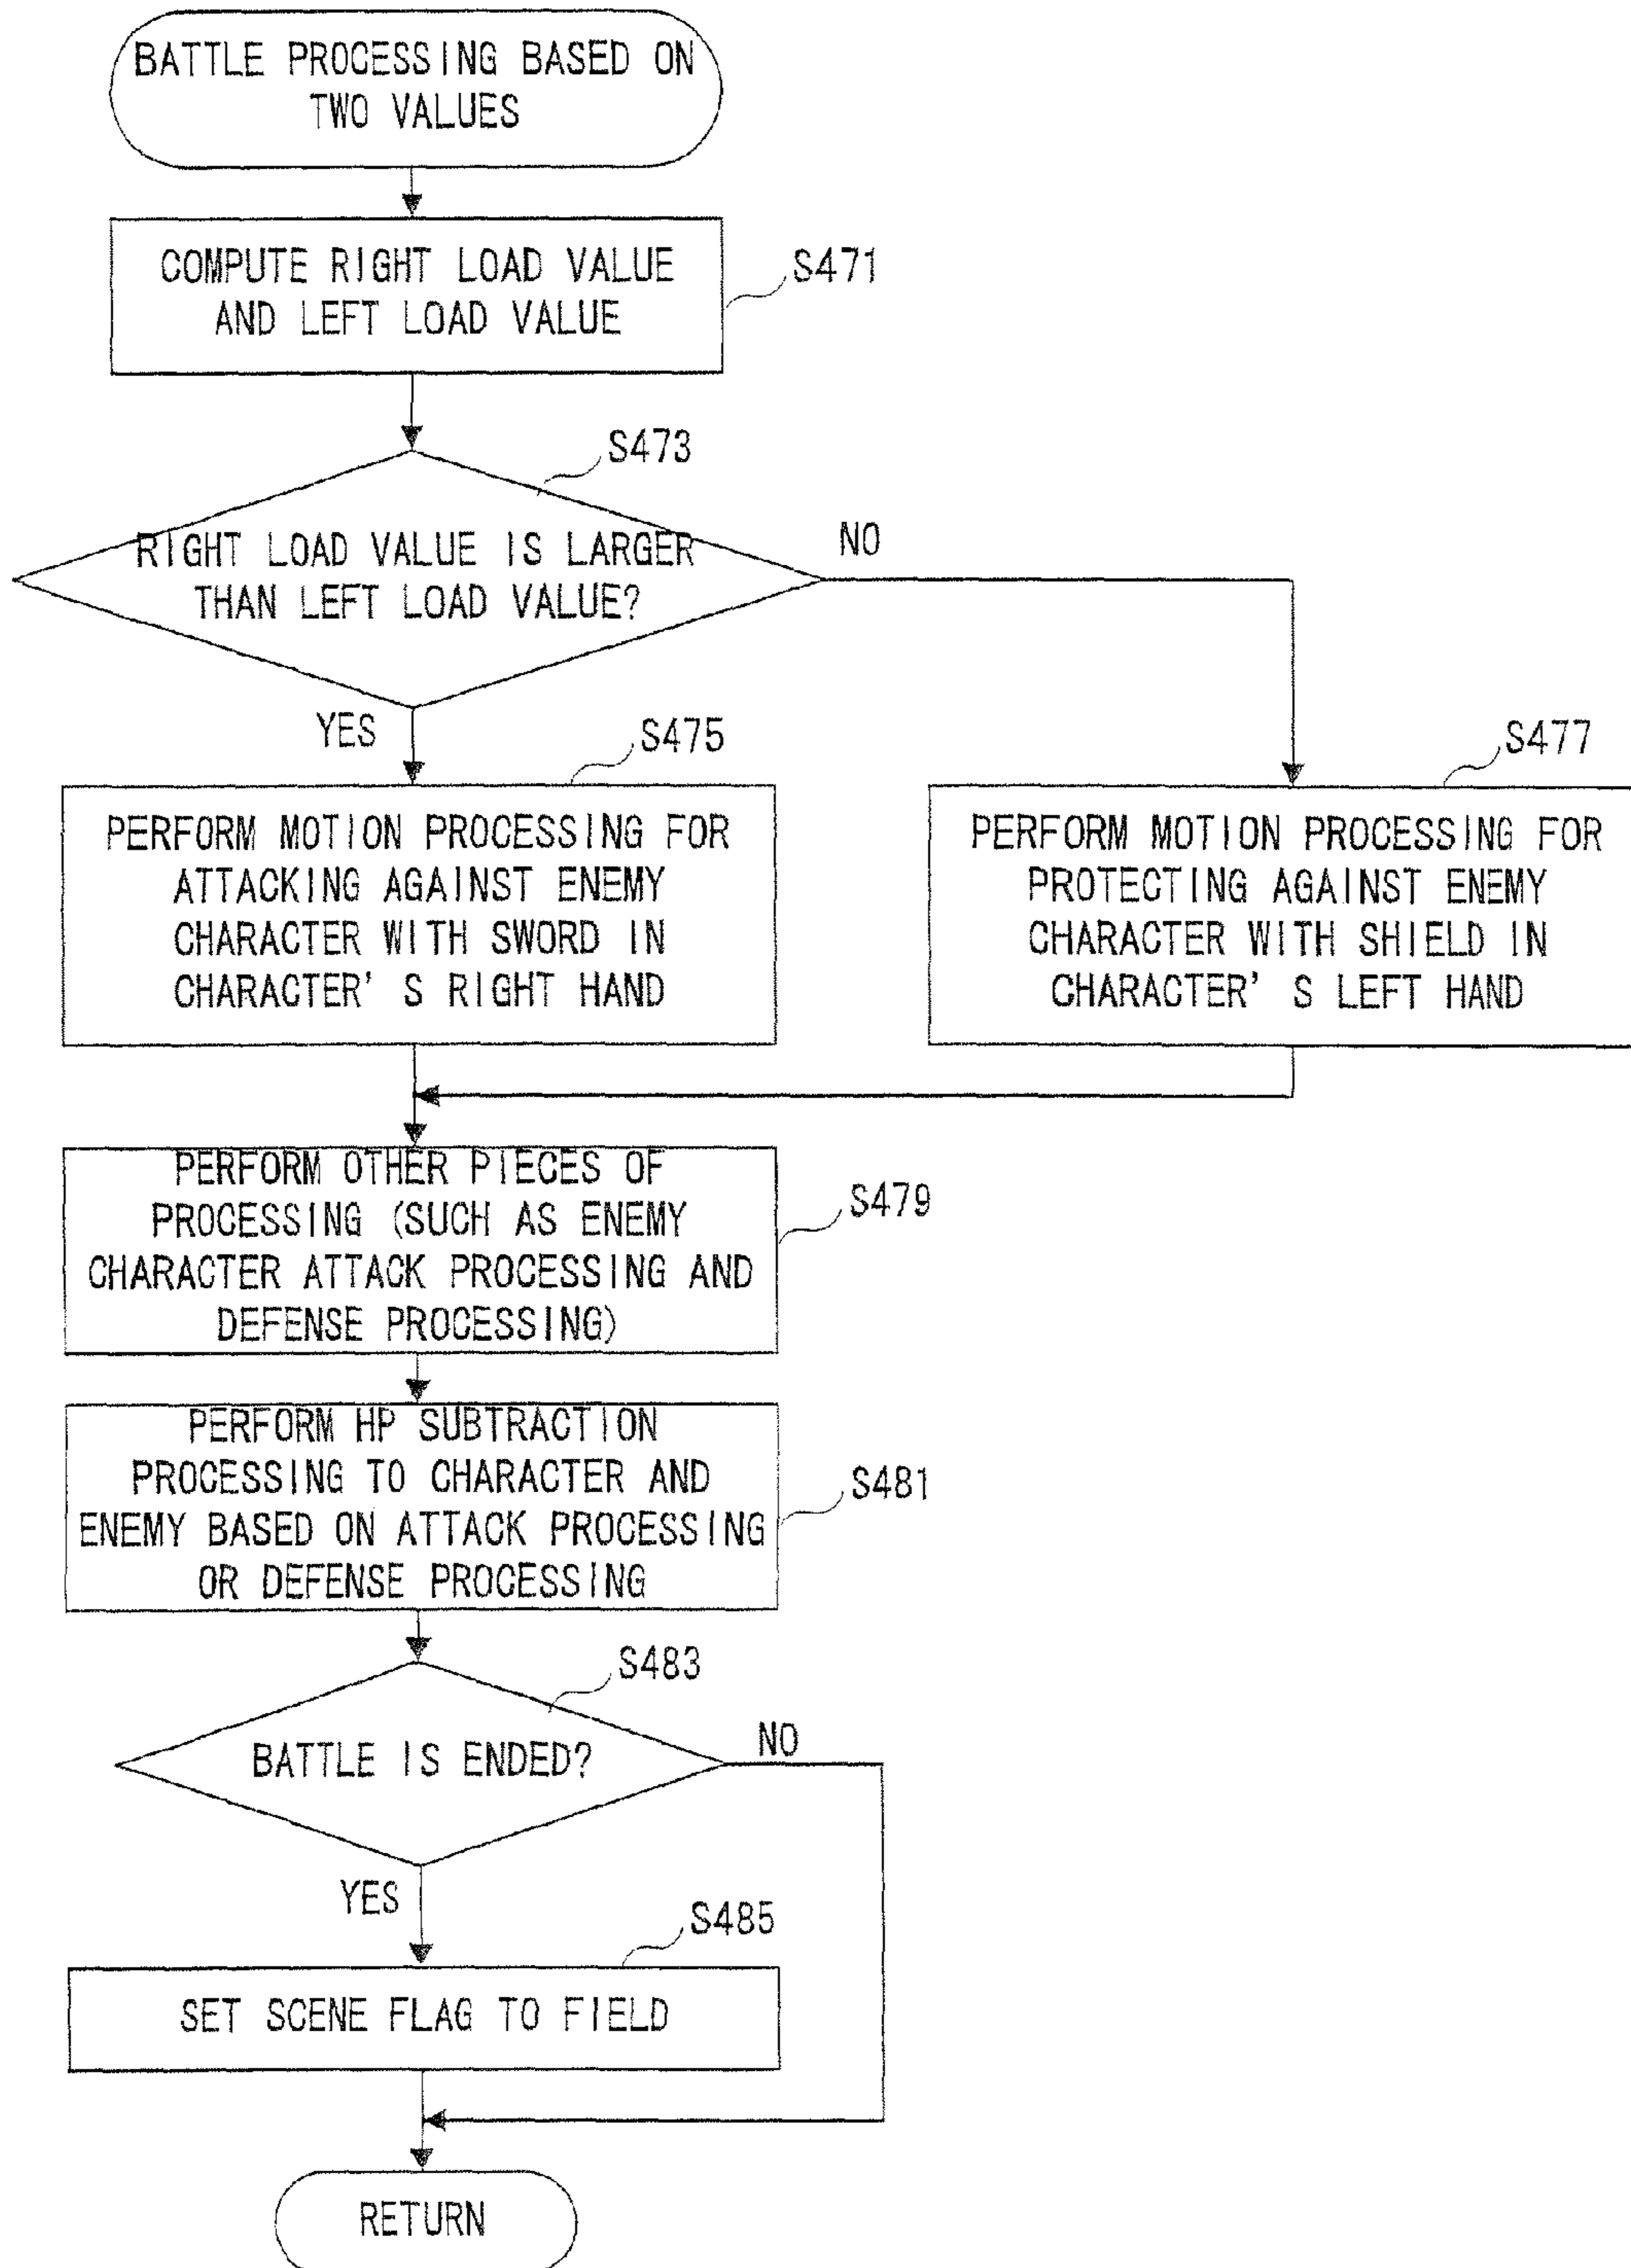 BATTLE PROCESSING BASED ON
TWO VALUES
COMPUTE RIGHT LOAD VALUE
AND LEFT LOAD VALUE
S471
S473
RIGHT LOAD VALUE IS LARGER
THAN LEFT LOAD VALUE?
NO
YES
S475
PERFORM MOTION PROCESSING FOR
ATTACKING AGAINST ENEMY
CHARACTER WITH SWORD IN
CHARACTER' S RIGHT HAND
S477
PERFORM MOTION PROCESSING FOR
PROTECTING AGAINST ENEMY
CHARACTER WITH SHIELD IN
CHARACTER' S LEFT HAND
PERFORM OTHER PIECES OF
PROCESSING (SUCH AS ENEMY
CHARACTER ATTACK PROCESSING AND
DEFENSE PROCESSING)
S479
PERFORM HP SUBTRACTION
PROCESSING TO CHARACTER AND
ENEMY BASED ON ATTACK PROCESSING
OR DEFENSE PROCESSING
S481
S483
BATTLE IS ENDED?
NO
YES
S485
SET SCENE FLAG TO FIELD
RETURN